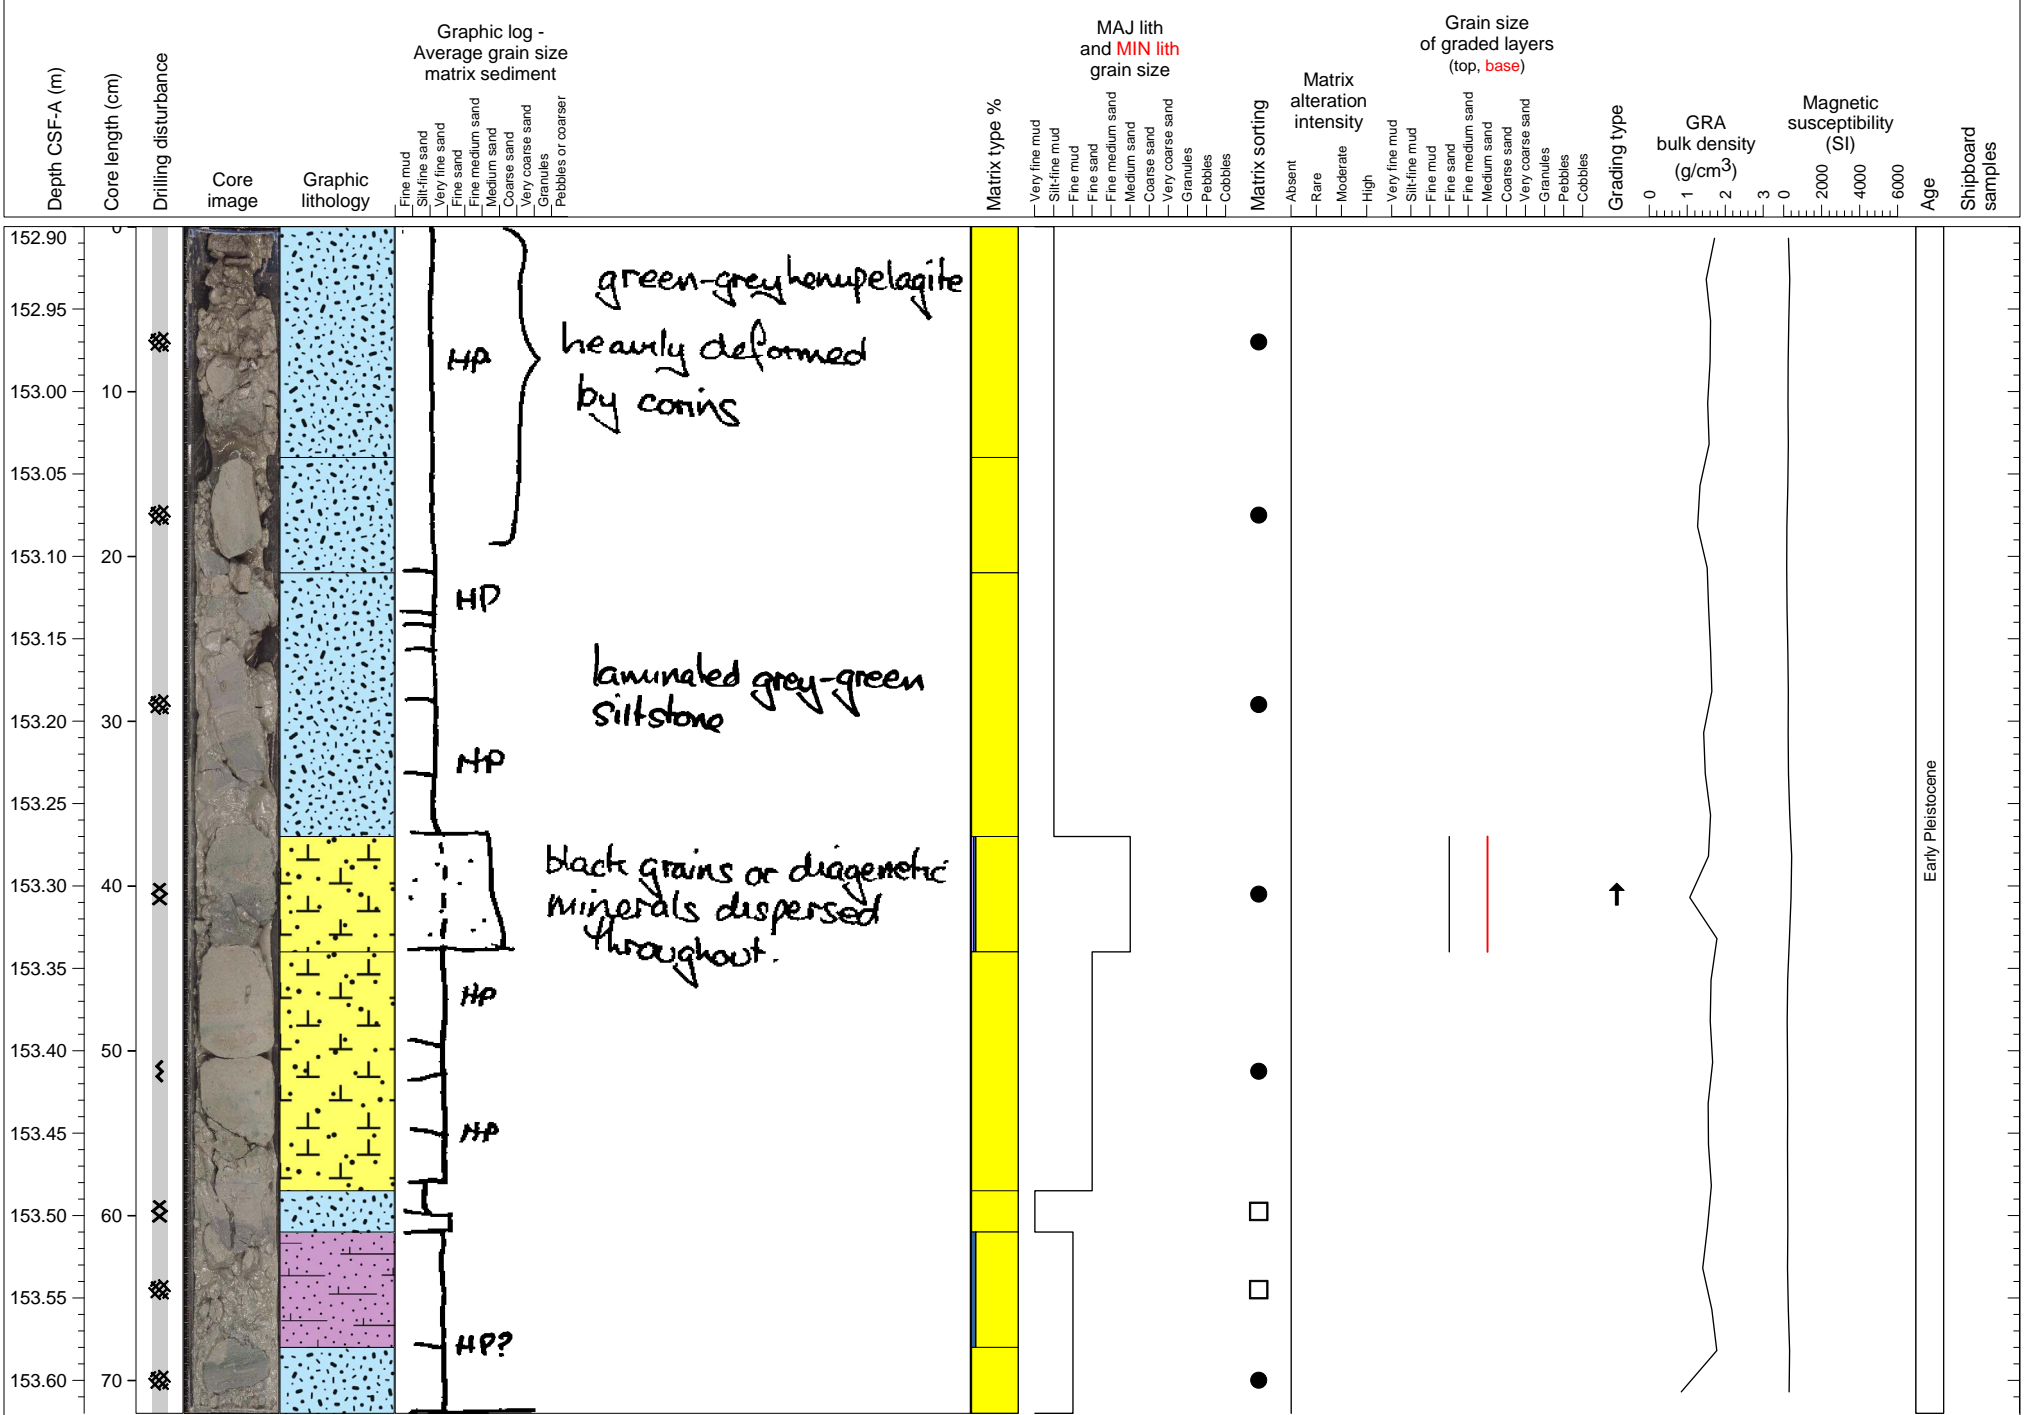 Graphic log -
Average grain size
matrix sediment
MAJ lith
and MIN lith
grain size
Grain size
of graded layers
(top, base)
Depth CSF-A (m)
Core length (cm)
Drilling disturbance
Core
image
Graphic
lithology
Fine mud
Silt-fine sand
Very fine sand
Fine sand
Fine medium sand
Medium sand
Coarse sand
Very coarse sand
Granules
Pebbles or coarser
Matrix type %
Very fine mud
Silt-fine mud
Fine mud
Fine sand
Fine medium sand
Medium sand
Coarse sand
Very coarse sand
Granules
Pebbles
Cobbles
Matrix sorting
Matrix
alteration
intensity
Absent
Rare
Moderate
High
Very fine mud
Silt-fine mud
Fine mud
Fine sand
Fine medium sand
Medium sand
Coarse sand
Very coarse sand
Granules
Pebbles
Cobbles
Grading type
GRA
bulk density
(g/cm3)
0 1 2 3
Magnetic
susceptibility
(SI)
0 2000 4000 6000
Age
Shipboard
samples
152.90 0
green-grey hemipelagite
152.95
HP
heavily deformed
153.00 10
by coring
153.05
153.10 20
HP
153.15
laminated grey-green
153.20 30
siltstone
HP
153.25
black grains or diagenetic
153.30 40
minerals dispersed
throughout.
153.35
HP
153.40 50
153.45
HP
153.50 60
153.55
HP?
153.60 70
Early Pleistocene